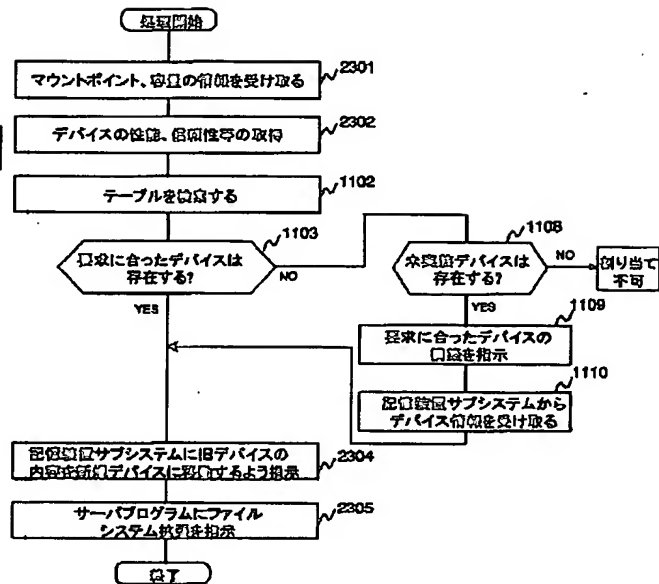 処理開始
マウントポイント、容量の情報を受け取る
2301
デバイスの性能、信頼性等の取得
2302
テーブルを検索する
1102
要求に合ったデバイスは
存在する?
1103
NO
YES
未構築デバイスは
存在する?
1108
NO
YES
割り当て
不可
要求に合ったデバイスの
構築を指示
1109
記憶装置サブシステムから
デバイス情報を受け取る
1110
記憶装置サブシステムに旧デバイスの
内容を新規デバイスに移動するよう指示
2304
サーバプログラムにファイル
システム拡張を指示
2305
終了